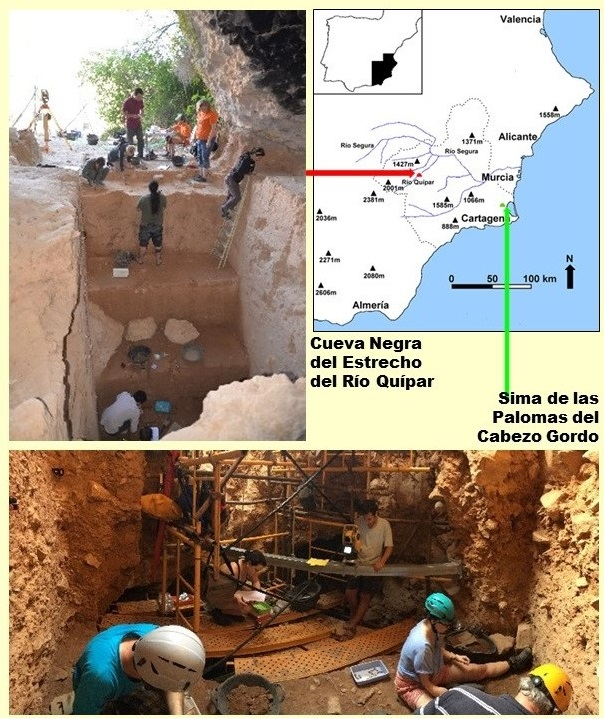 Valencia
1558m
1371m
Alicante
Río Segura
Río Segura
1427m
Río Quípar
Murcia
2001m
2381m
1585m
1066m
2036m
Cartagena
888m
2271m
2080m
N
0 50 100 km
2606m
Almería
Cueva Negra
del Estrecho
del Río Quípar
Sima de las
Palomas del
Cabezo Gordo